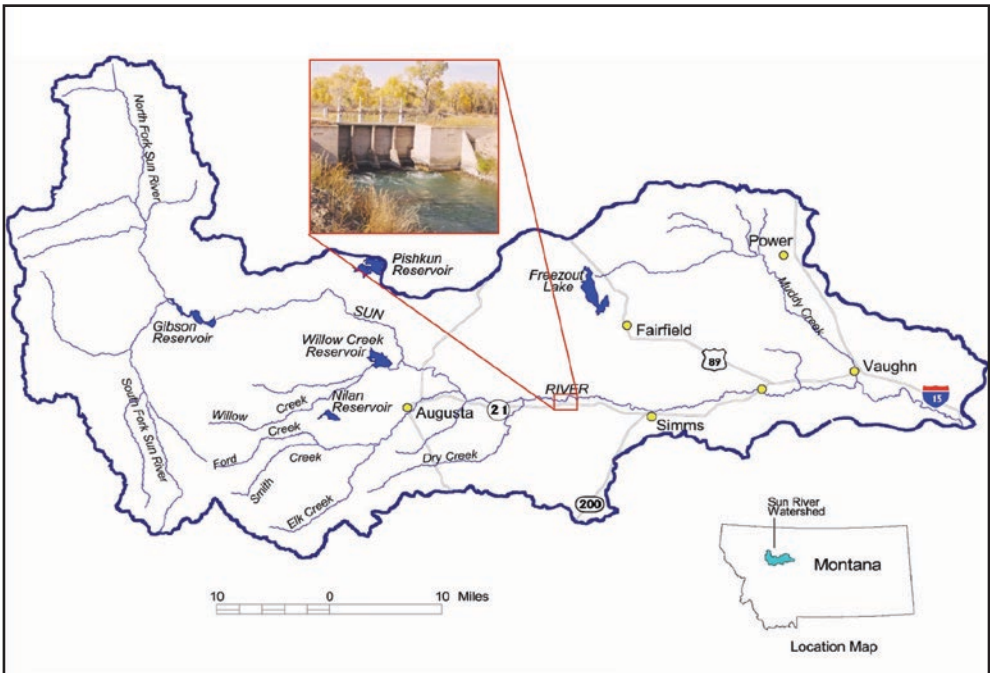 North Fork Sun River
Pishkun
Reservoir
Power
Freezout
Lake
Muddy Creek
Gibson
Reservoir
SUN
Fairfield
Willow Creek
Reservoir
89
Vaughn
RIVER
15
Nilan
Reservoir
South Fork Sun River
Willow Creek
Augusta
21
Simms
Ford Creek
Smith Creek
Dry Creek
Elk Creek
200
Sun River
Watershed
Montana
10 0 10 Miles
Location Map